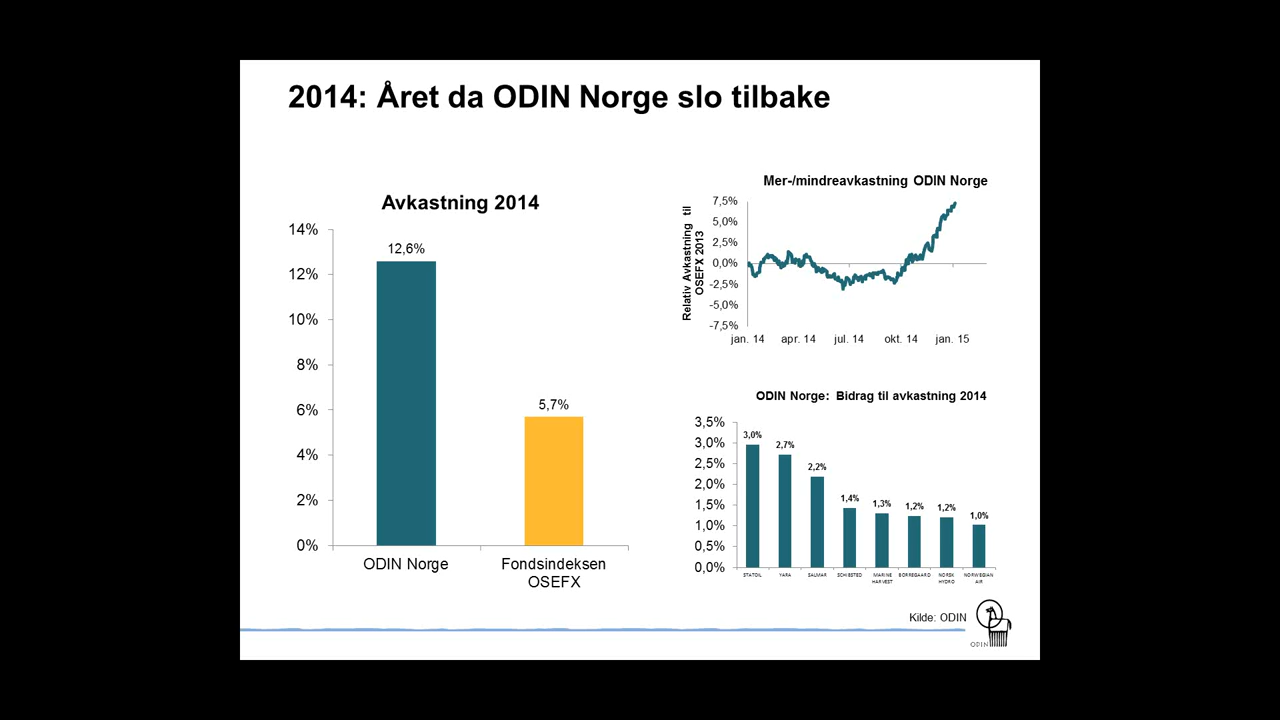 2014: Året da ODIN Norge slo tilbake
Avkastning 2014
14%
12%
10%
8%
6%
4%
2%
0%
12,6%
5,7%
ODIN Norge
Fondsindeksen
OSEFX
Mer-/mindreavkastning ODIN Norge
Relativ Avkastning til
OSEFX 2013
7,5%
5,0%
2,5%
0,0%
-2,5%
-5,0%
-7,5%
jan. 14 apr. 14 jul. 14 okt. 14 jan. 15
ODIN Norge: Bidrag til avkastning 2014
3,5%
3,0%
2,5%
2,0%
1,5%
1,0%
0,5%
0,0%
3,0%
2,7%
2,2%
1,4%
1,3%
1,2%
1,2%
1,0%
STATOIL
YARA
SALMAR
SCHIBSTED
MARINE
HARVEST
BORREGAARD
NORSK
HYDRO
NORWEGIAN
AIR
Kilde: ODIN
ODIN